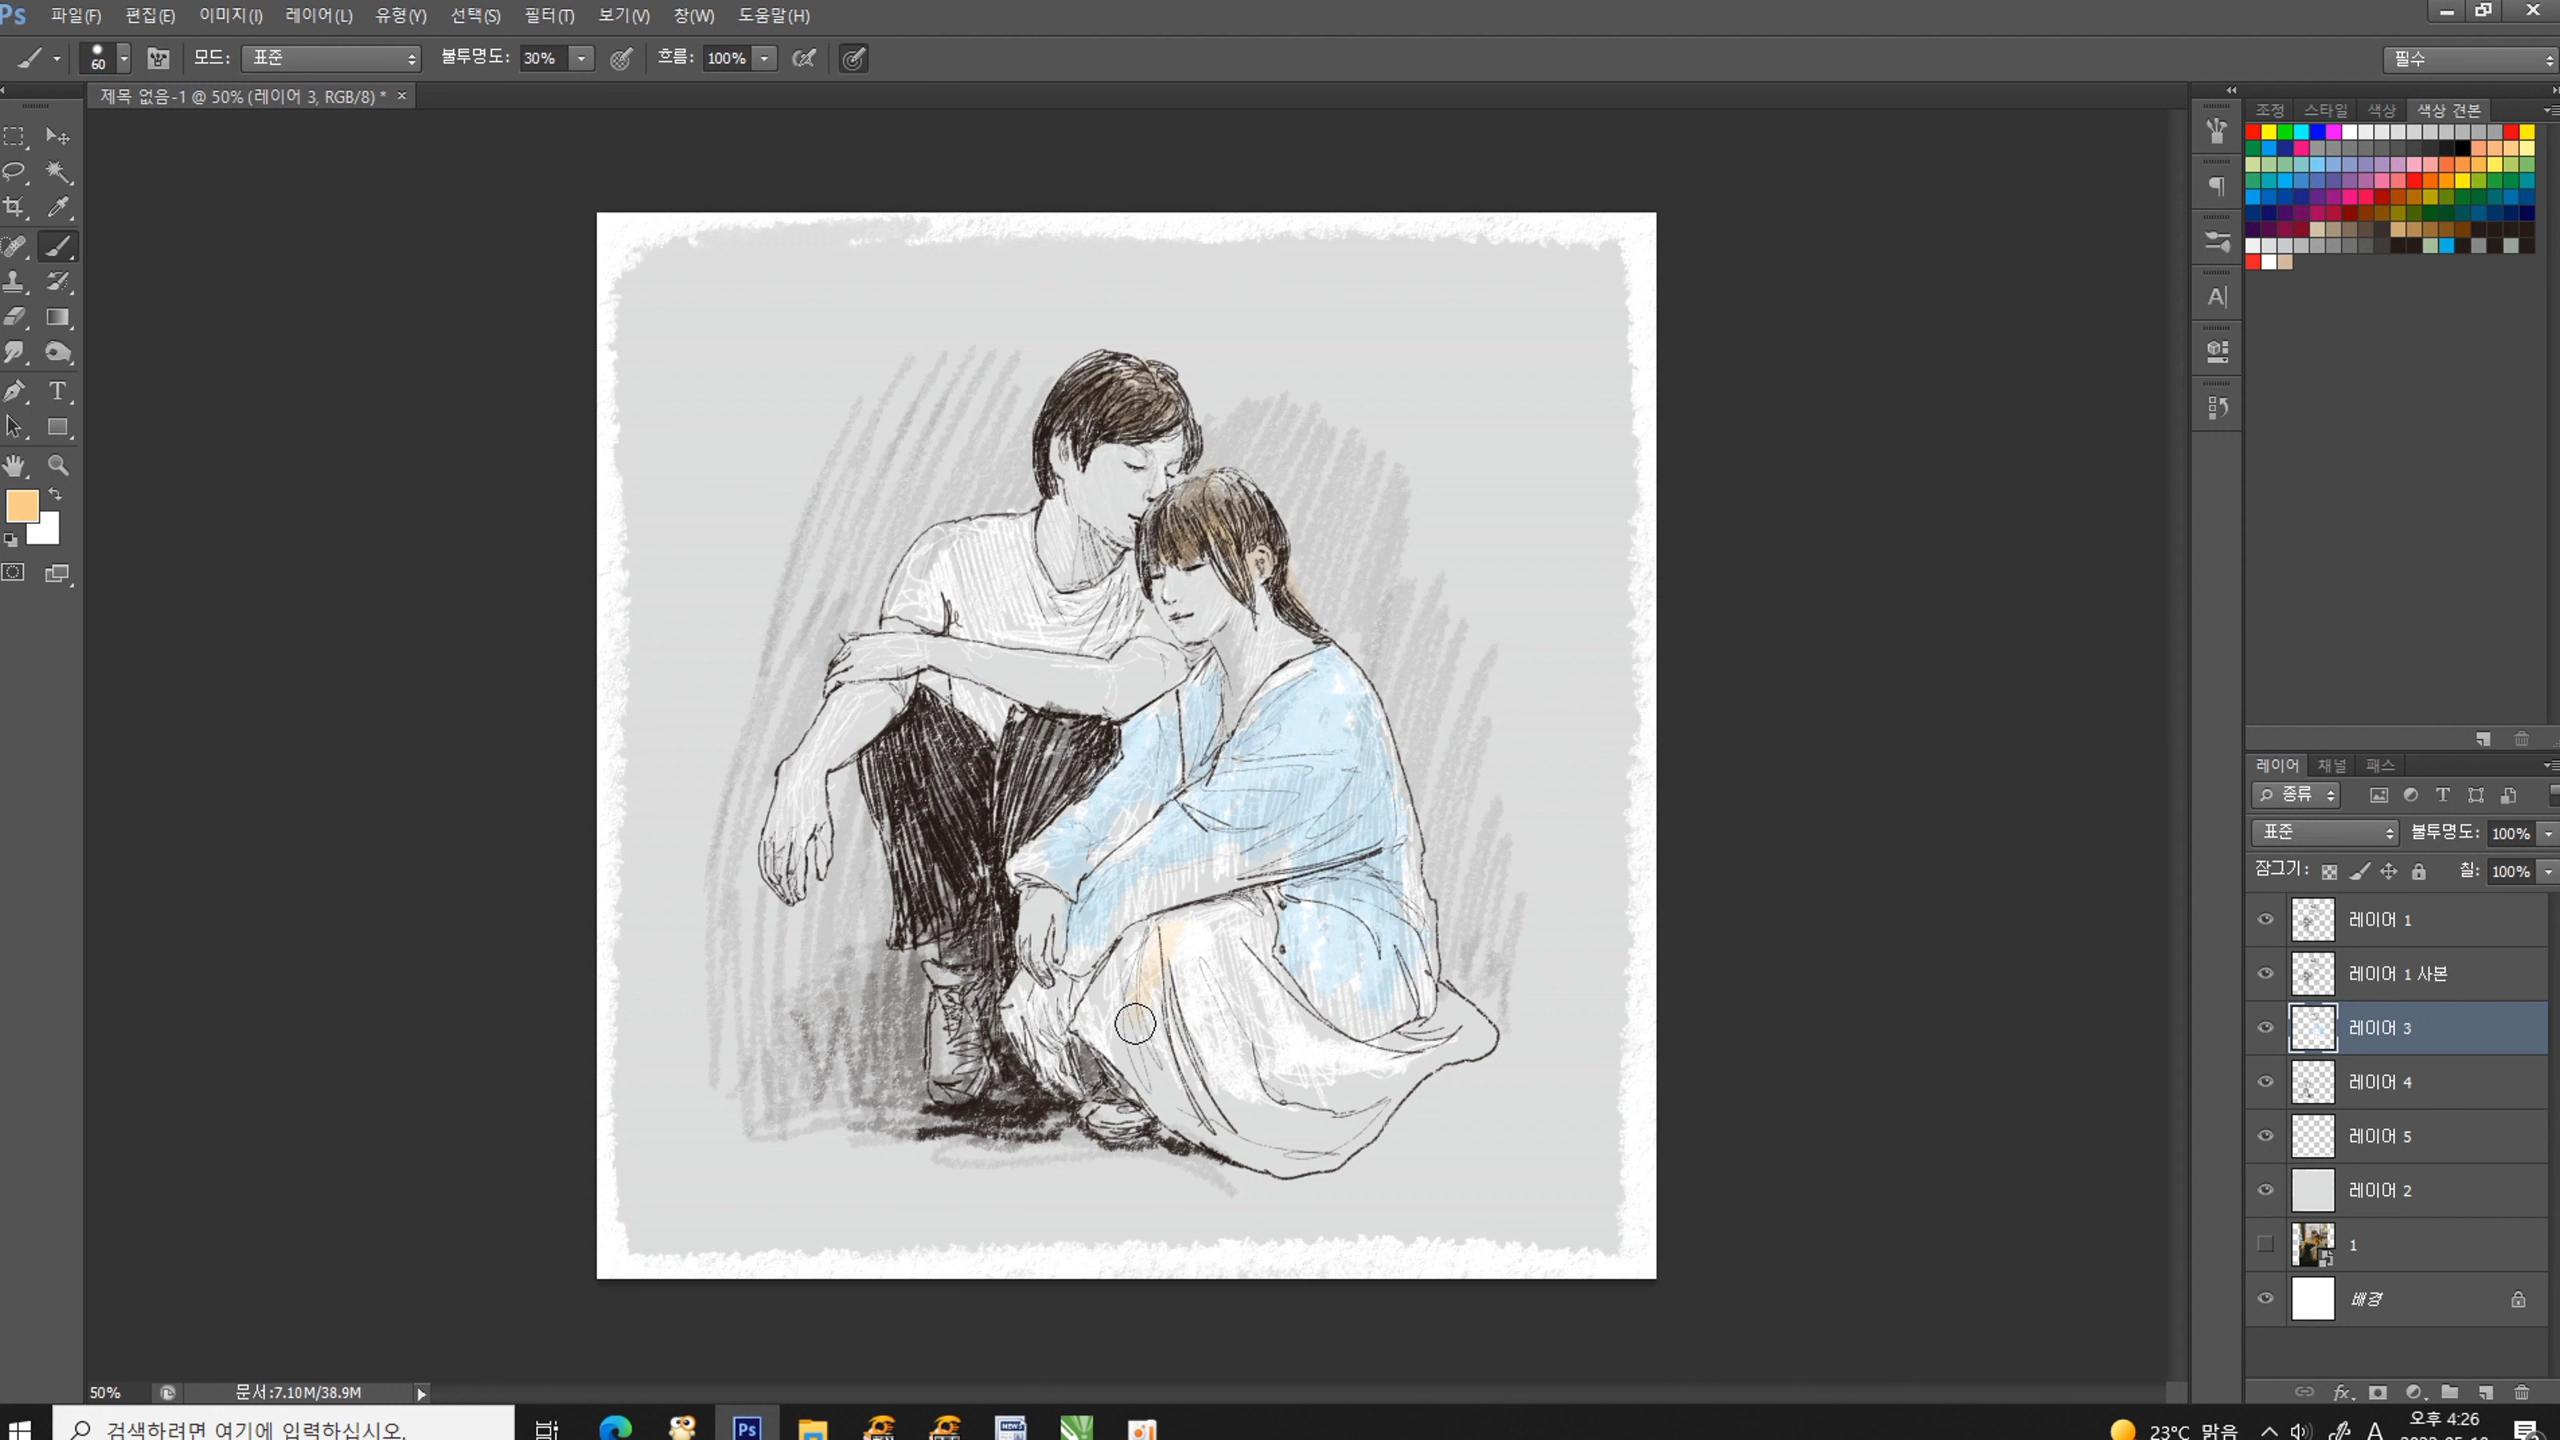 Ps 파일(F) 편집(E) 이미지(I) 레이어(L) 유형(Y) 선택(S) 필터(T) 보기(V) 창(W) 도움말(H)
60 모드: 표준 불투명도: 30% 흐름: 100% 필수
제목 없음-1 @ 50% (레이어 3, RGB/8) * ×
조정 스타일 색상 색상 견본
레이어 채널 패스
종류
표준 불투명도: 100%
잠그기: 칠: 100%
레이어 1
레이어 1 사본
레이어 3
레이어 4
레이어 5
레이어 2
1
배경
50% 문서:7.10M/38.9M
fx
검색하려면 여기에 입력하십시오.
Ps
NEWS
23°C 맑음 A 오후 4:26